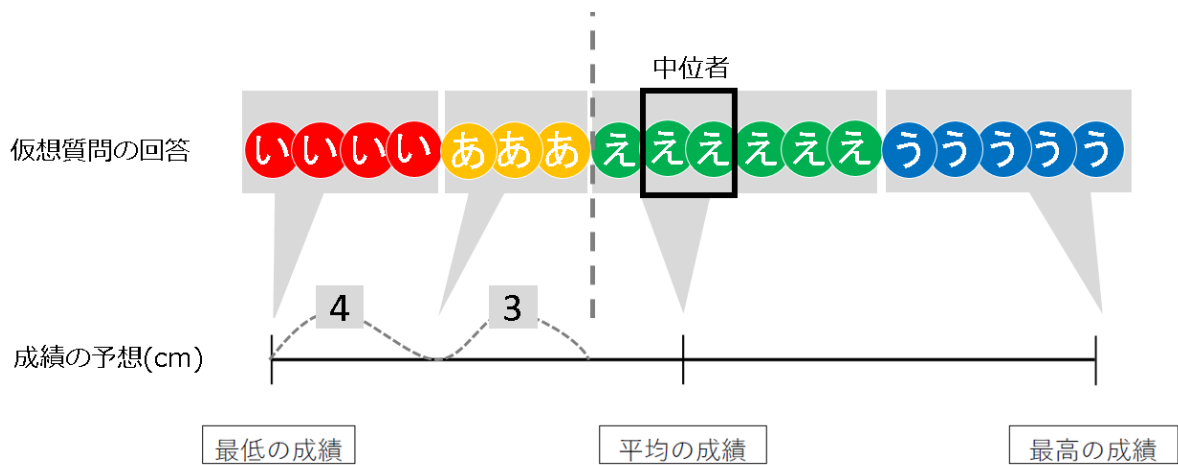 中位者
仮想質問の回答
いいいいあああええええええううううう
4
3
成績の予想(cm)
最低の成績
平均の成績
最高の成績